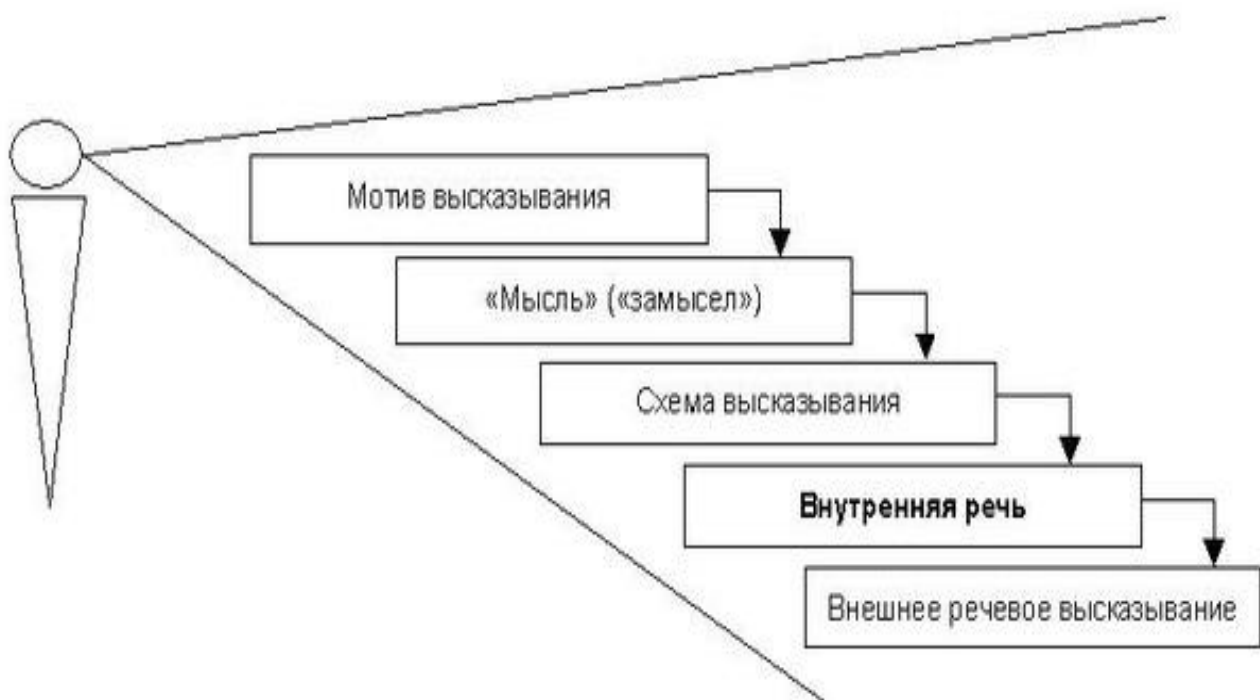 Мотив высказывания
«Мысль» («замысел»)
Схема высказывания
Внутренняя речь
Внешнее речевое высказывание